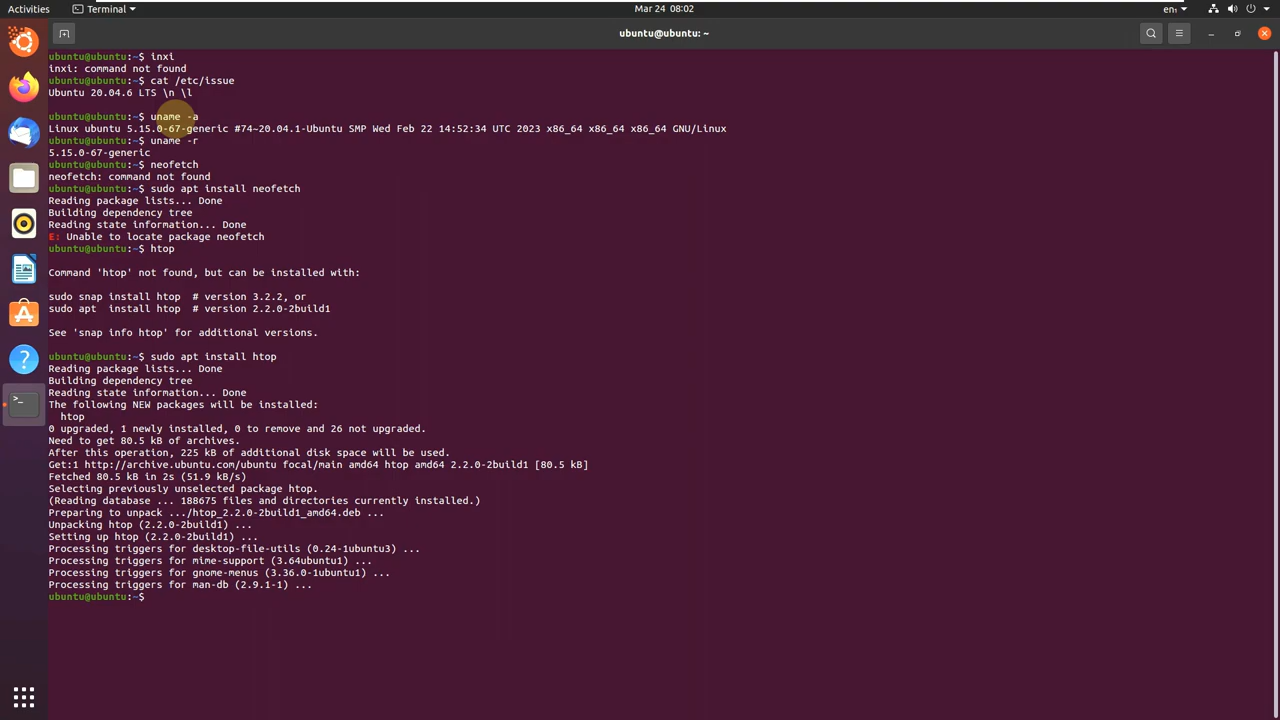 Activities
Terminal
Mar 24 08:02
en
ubuntu@ubuntu: ~
ubuntu@ubuntu:~$ inxi
inxi: command not found
ubuntu@ubuntu:~$ cat /etc/issue
Ubuntu 20.04.6 LTS \n \l
ubuntu@ubuntu:~$ uname -a
Linux ubuntu 5.15.0-67-generic #74~20.04.1-Ubuntu SMP Wed Feb 22 14:52:34 UTC 2023 x86_64 x86_64 x86_64 GNU/Linux
ubuntu@ubuntu:~$ uname -r
5.15.0-67-generic
ubuntu@ubuntu:~$ neofetch
neofetch: command not found
ubuntu@ubuntu:~$ sudo apt install neofetch
Reading package lists... Done
Building dependency tree
Reading state information... Done
E: Unable to locate package neofetch
ubuntu@ubuntu:~$ htop
Command 'htop' not found, but can be installed with:
sudo snap install htop  # version 3.2.2, or
sudo apt  install htop  # version 2.2.0-2build1
See 'snap info htop' for additional versions.
ubuntu@ubuntu:~$ sudo apt install htop
Reading package lists... Done
Building dependency tree
Reading state information... Done
The following NEW packages will be installed:
  htop
0 upgraded, 1 newly installed, 0 to remove and 26 not upgraded.
Need to get 80.5 kB of archives.
After this operation, 225 kB of additional disk space will be used.
Get:1 http://archive.ubuntu.com/ubuntu focal/main amd64 htop amd64 2.2.0-2build1 [80.5 kB]
Fetched 80.5 kB in 2s (51.9 kB/s)
Selecting previously unselected package htop.
(Reading database ... 188675 files and directories currently installed.)
Preparing to unpack .../htop_2.2.0-2build1_amd64.deb ...
Unpacking htop (2.2.0-2build1) ...
Setting up htop (2.2.0-2build1) ...
Processing triggers for desktop-file-utils (0.24-1ubuntu3) ...
Processing triggers for mime-support (3.64ubuntu1) ...
Processing triggers for gnome-menus (3.36.0-1ubuntu1) ...
Processing triggers for man-db (2.9.1-1) ...
ubuntu@ubuntu:~$